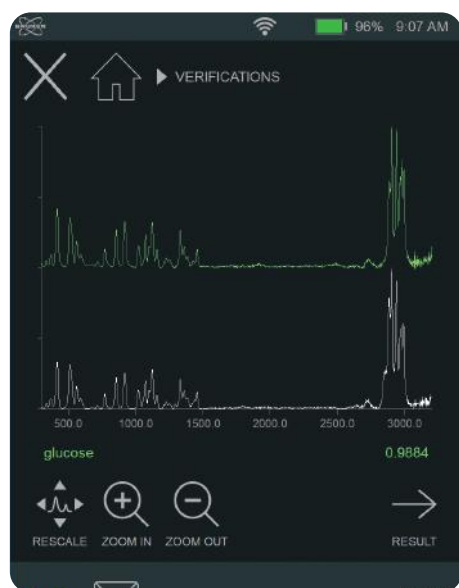 BRUKER
96% 9:07 AM
VERIFICATIONS
500.0 1000.0 1500.0 2000.0 2500.0 3000.0
glucose 0.9884
RESCALE ZOOM IN ZOOM OUT RESULT